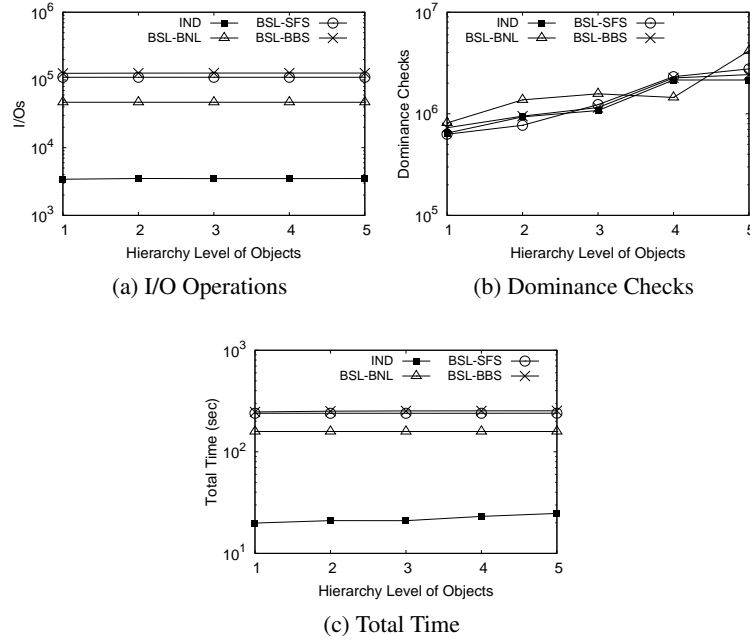 IND BSL-SFS
BSL-BNL BSL-BBS
10^6
10^5
10^4
10^3
I/Os
1 2 3 4 5
Hierarchy Level of Objects
(a) I/O Operations
IND BSL-SFS
BSL-BNL BSL-BBS
10^7
10^6
10^5
Dominance Checks
1 2 3 4 5
Hierarchy Level of Objects
(b) Dominance Checks
IND BSL-SFS
BSL-BNL BSL-BBS
10^3
10^2
10^1
Total Time (sec)
1 2 3 4 5
Hierarchy Level of Objects
(c) Total Time